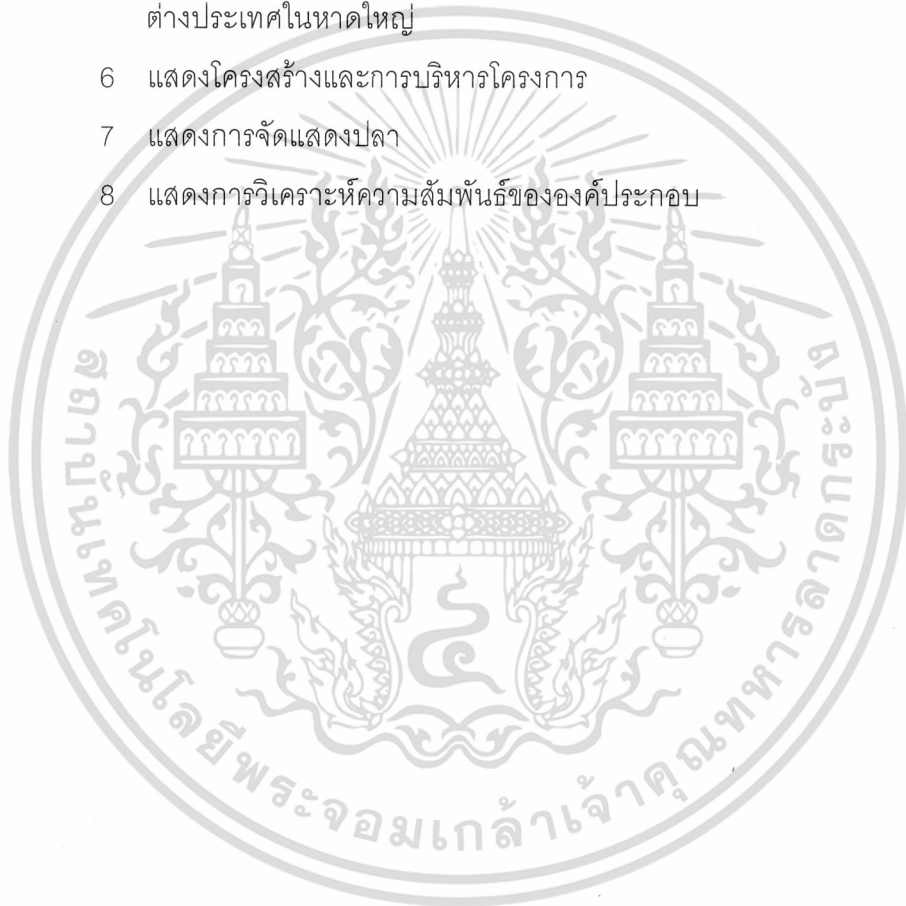 ต่างประเทศในหาดใหญ่
6 แสดงโครงสร้างและการบริหารโครงการ
7 แสดงการจัดแสดงปลา
8 แสดงการวิเคราะห์ความสัมพันธ์ขององค์ประกอบ
สถาบันเทคโนโลยีพระจอมเกล้าเจ้าคุณทหารลาดกระบัง